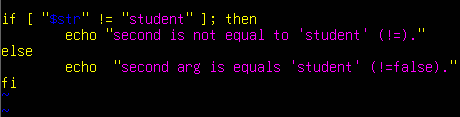 if [ "$str" != "student" ]; then
        echo "second is not equal to 'student' (!=)."
else
        echo  "second arg is equals 'student' (!=false)."
fi
~
~